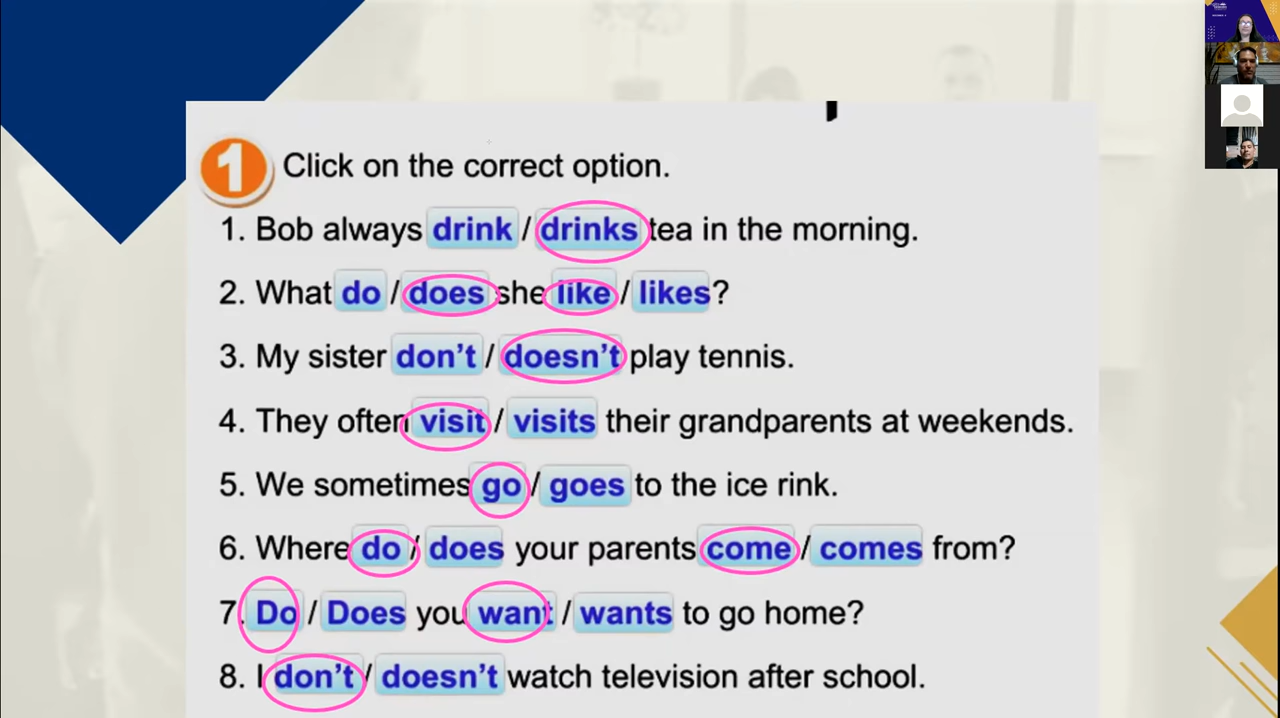 1 Click on the correct option.
1. Bob always drink / drinks tea in the morning.
2. What do / does she like / likes?
3. My sister don't / doesn't play tennis.
4. They often visit / visits their grandparents at weekends.
5. We sometimes go / goes to the ice rink.
6. Where do / does your parents come / comes from?
7. Do / Does you want / wants to go home?
8. I don't / doesn't watch television after school.